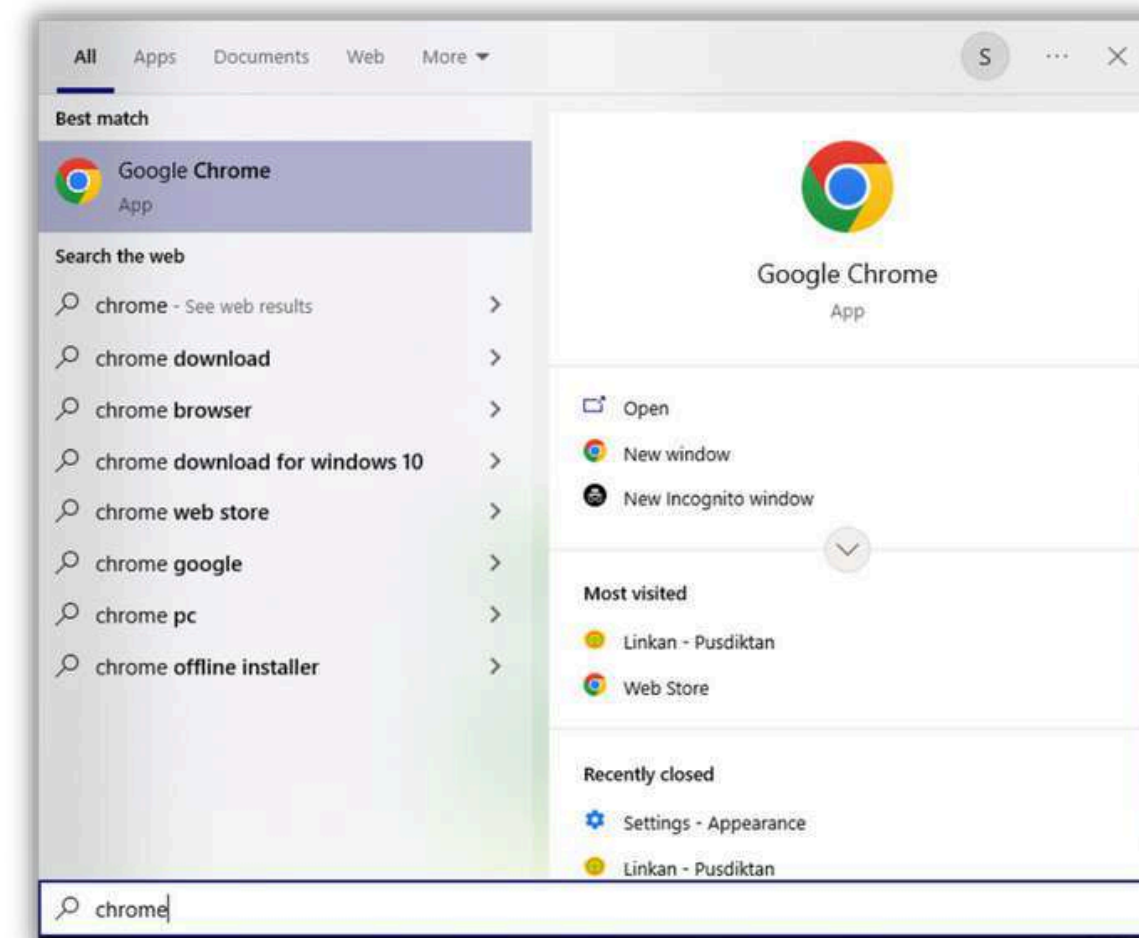 All Apps Documents Web More
S ... 
Best match
Google Chrome
App
Search the web
chrome - See web results
chrome download
chrome browser
chrome download for windows 10
chrome web store
chrome google
chrome pc
chrome offline installer
Google Chrome
App
Open
New window
New Incognito window
Most visited
Linkan - Pusdiktan
Web Store
Recently closed
Settings - Appearance
Linkan - Pusdiktan
chrome